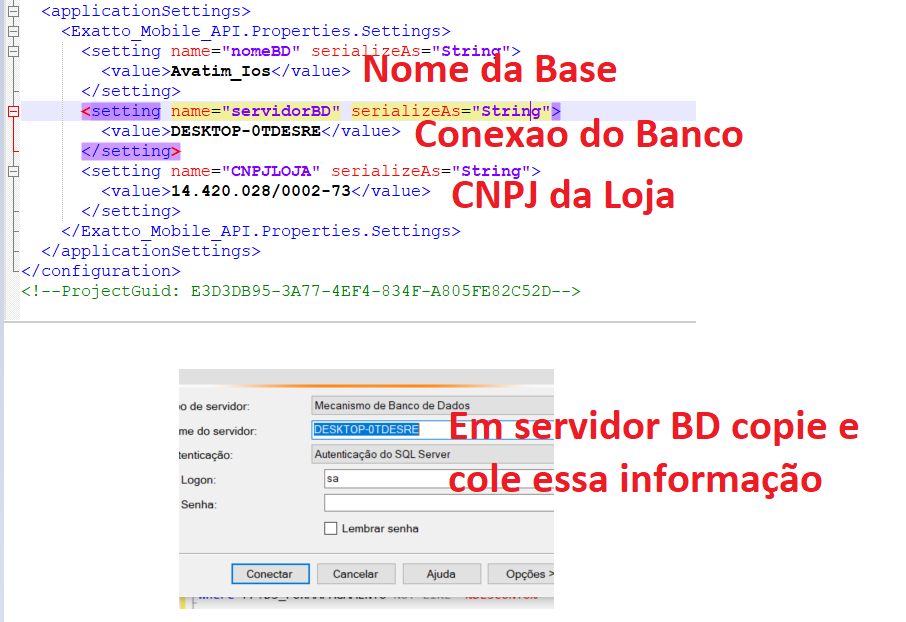 <applicationSettings>
<Exatto_Mobile_API.Properties.Settings>
<setting name="nomeBD" serializeAs="String">
<value>Avatim_Ios</value> Nome da Base
</setting>
<setting name="servidorBD" serializeAs="String">
<value>DESKTOP-0TDESRE</value> Conexao do Banco
</setting>
<setting name="CNPJLOJA" serializeAs="String">
<value>14.420.028/0002-73</value> CNPJ da Loja
</setting>
</Exatto_Mobile_API.Properties.Settings>
</applicationSettings>
</configuration>
<!--ProjectGuid: E3D3DB95-3A77-4EF4-834F-A805FE82C52D-->
o de servidor: Mecanismo de Banco de Dados
me do servidor: DESKTOP-0TDESRE Em servidor BD copie e
tenticação: Autenticação do SQL Server
Logon: sa cole essa informação
Senha:
Lembrar senha
Conectar Cancelar Ajuda Opções >